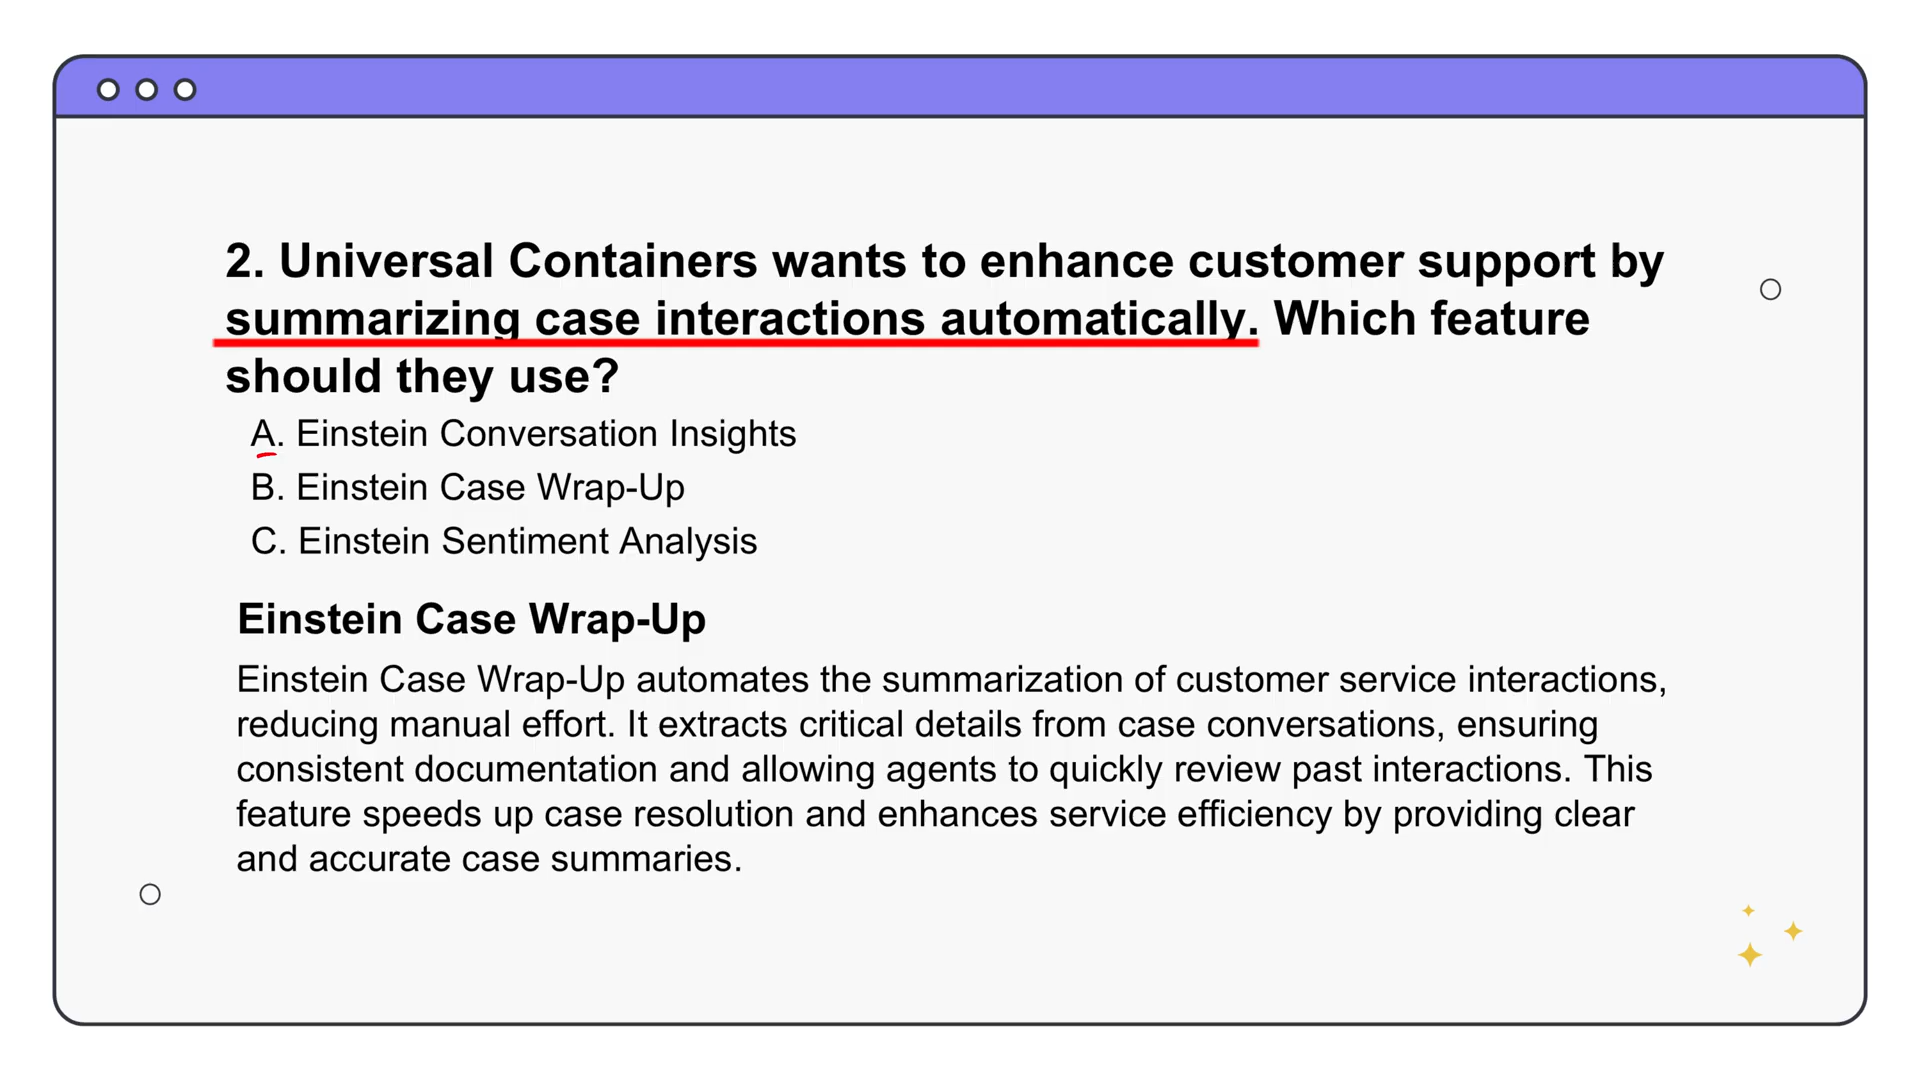 2. Universal Containers wants to enhance customer support by
summarizing case interactions automatically. Which feature
should they use?
A. Einstein Conversation Insights
B. Einstein Case Wrap-Up
C. Einstein Sentiment Analysis
Einstein Case Wrap-Up
Einstein Case Wrap-Up automates the summarization of customer service interactions,
reducing manual effort. It extracts critical details from case conversations, ensuring
consistent documentation and allowing agents to quickly review past interactions. This
feature speeds up case resolution and enhances service efficiency by providing clear
and accurate case summaries.